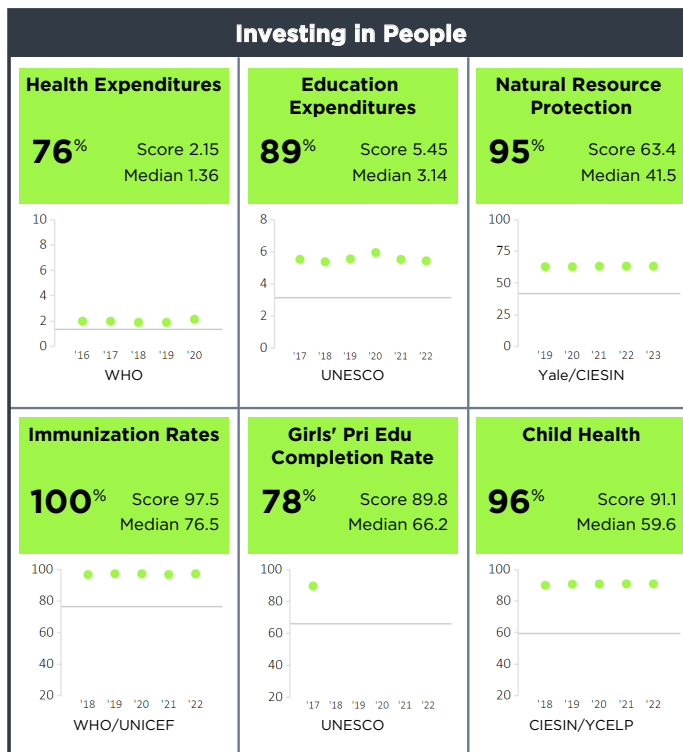 Investing in People
Health Expenditures
76%
Score 2.15
Median 1.36
10
8
6
4
2
0
'16 '17 '18 '19 '20
WHO
Education
Expenditures
89%
Score 5.45
Median 3.14
8
6
4
2
0
'17 '18 '19 '20 '21 '22
UNESCO
Natural Resource
Protection
95%
Score 63.4
Median 41.5
100
75
50
25
0
'19 '20 '21 '22 '23
Yale/CIESIN
Immunization Rates
100%
Score 97.5
Median 76.5
100
80
60
40
20
'18 '19 '20 '21 '22
WHO/UNICEF
Girls' Pri Edu
Completion Rate
78%
Score 89.8
Median 66.2
100
80
60
40
20
'17 '18 '19 '20 '21 '22
UNESCO
Child Health
96%
Score 91.1
Median 59.6
100
80
60
40
20
'18 '19 '20 '21 '22
CIESIN/YCELP